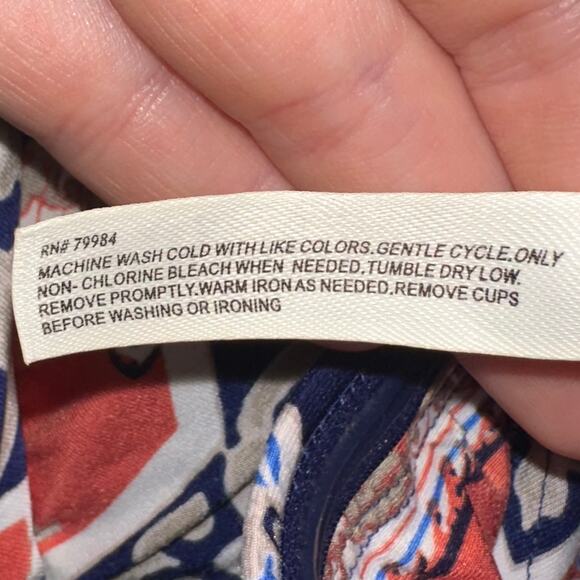 RN# 79984
MACHINE WASH COLD WITH LIKE COLORS.GENTLE CYCLE.ONLY
NON- CHLORINE BLEACH WHEN NEEDED.TUMBLE DRY LOW.
REMOVE PROMPTLY.WARM IRON AS NEEDED.REMOVE CUPS
BEFORE WASHING OR IRONING